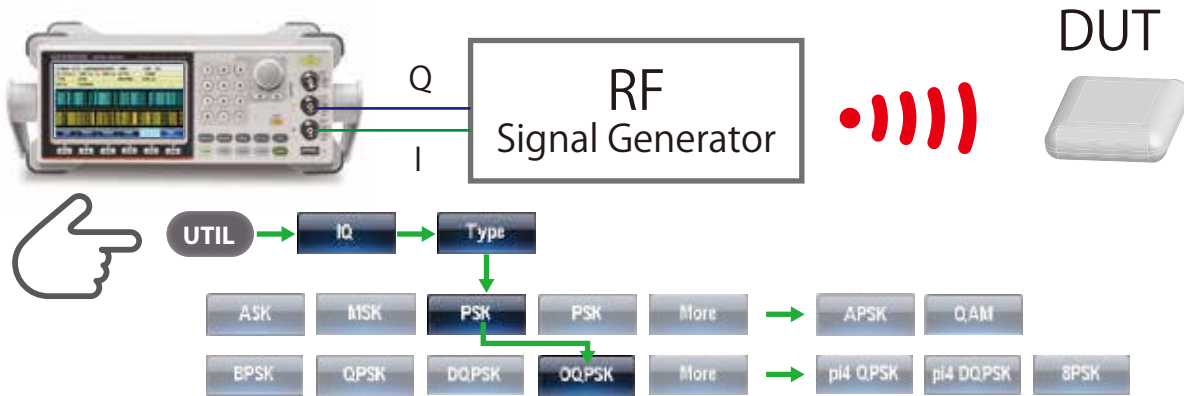 DUT
Q
I
RF
Signal Generator
UTIL
IQ
Type
ASK
MSK
PSK
PSK
More
APSK
QAM
BPSK
QPSK
DQPSK
OQPSK
More
pi4 QPSK
pi4 DQPSK
8PSK